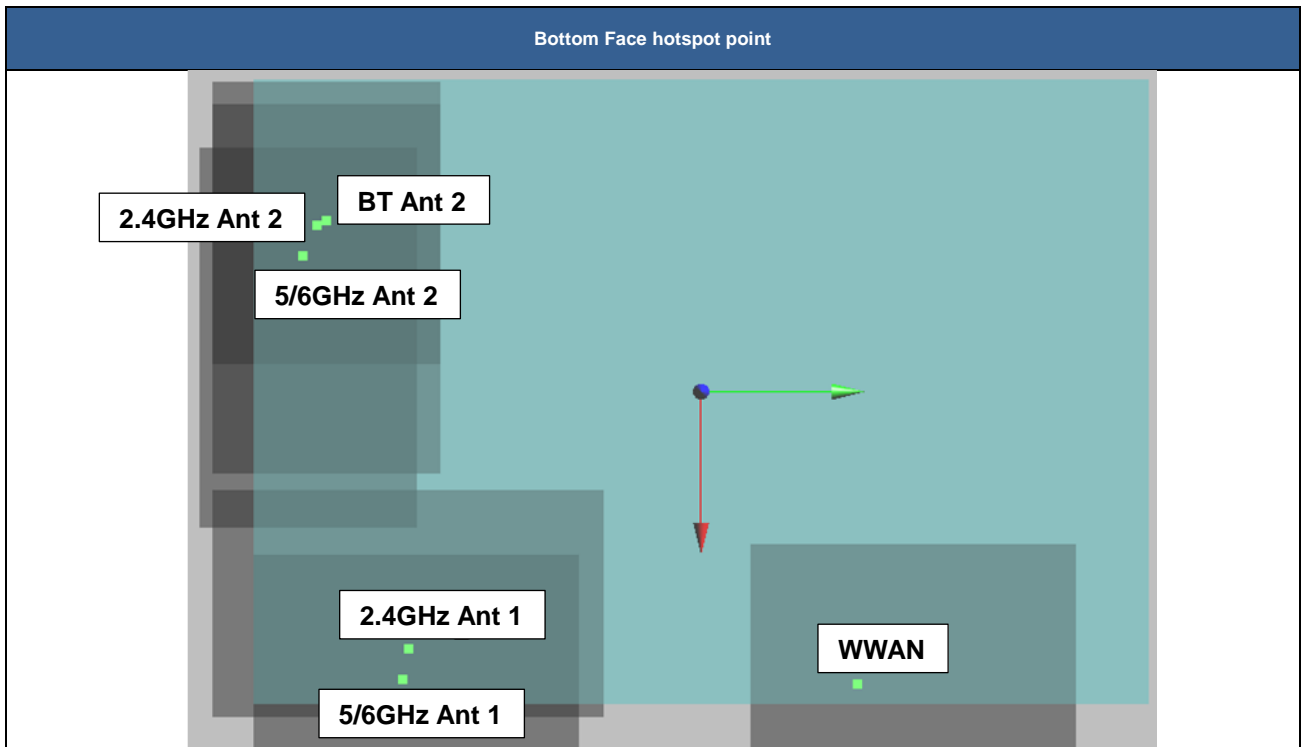 Bottom Face hotspot point
BT Ant 2
2.4GHz Ant 2
5/6GHz Ant 2
2.4GHz Ant 1
WWAN
5/6GHz Ant 1